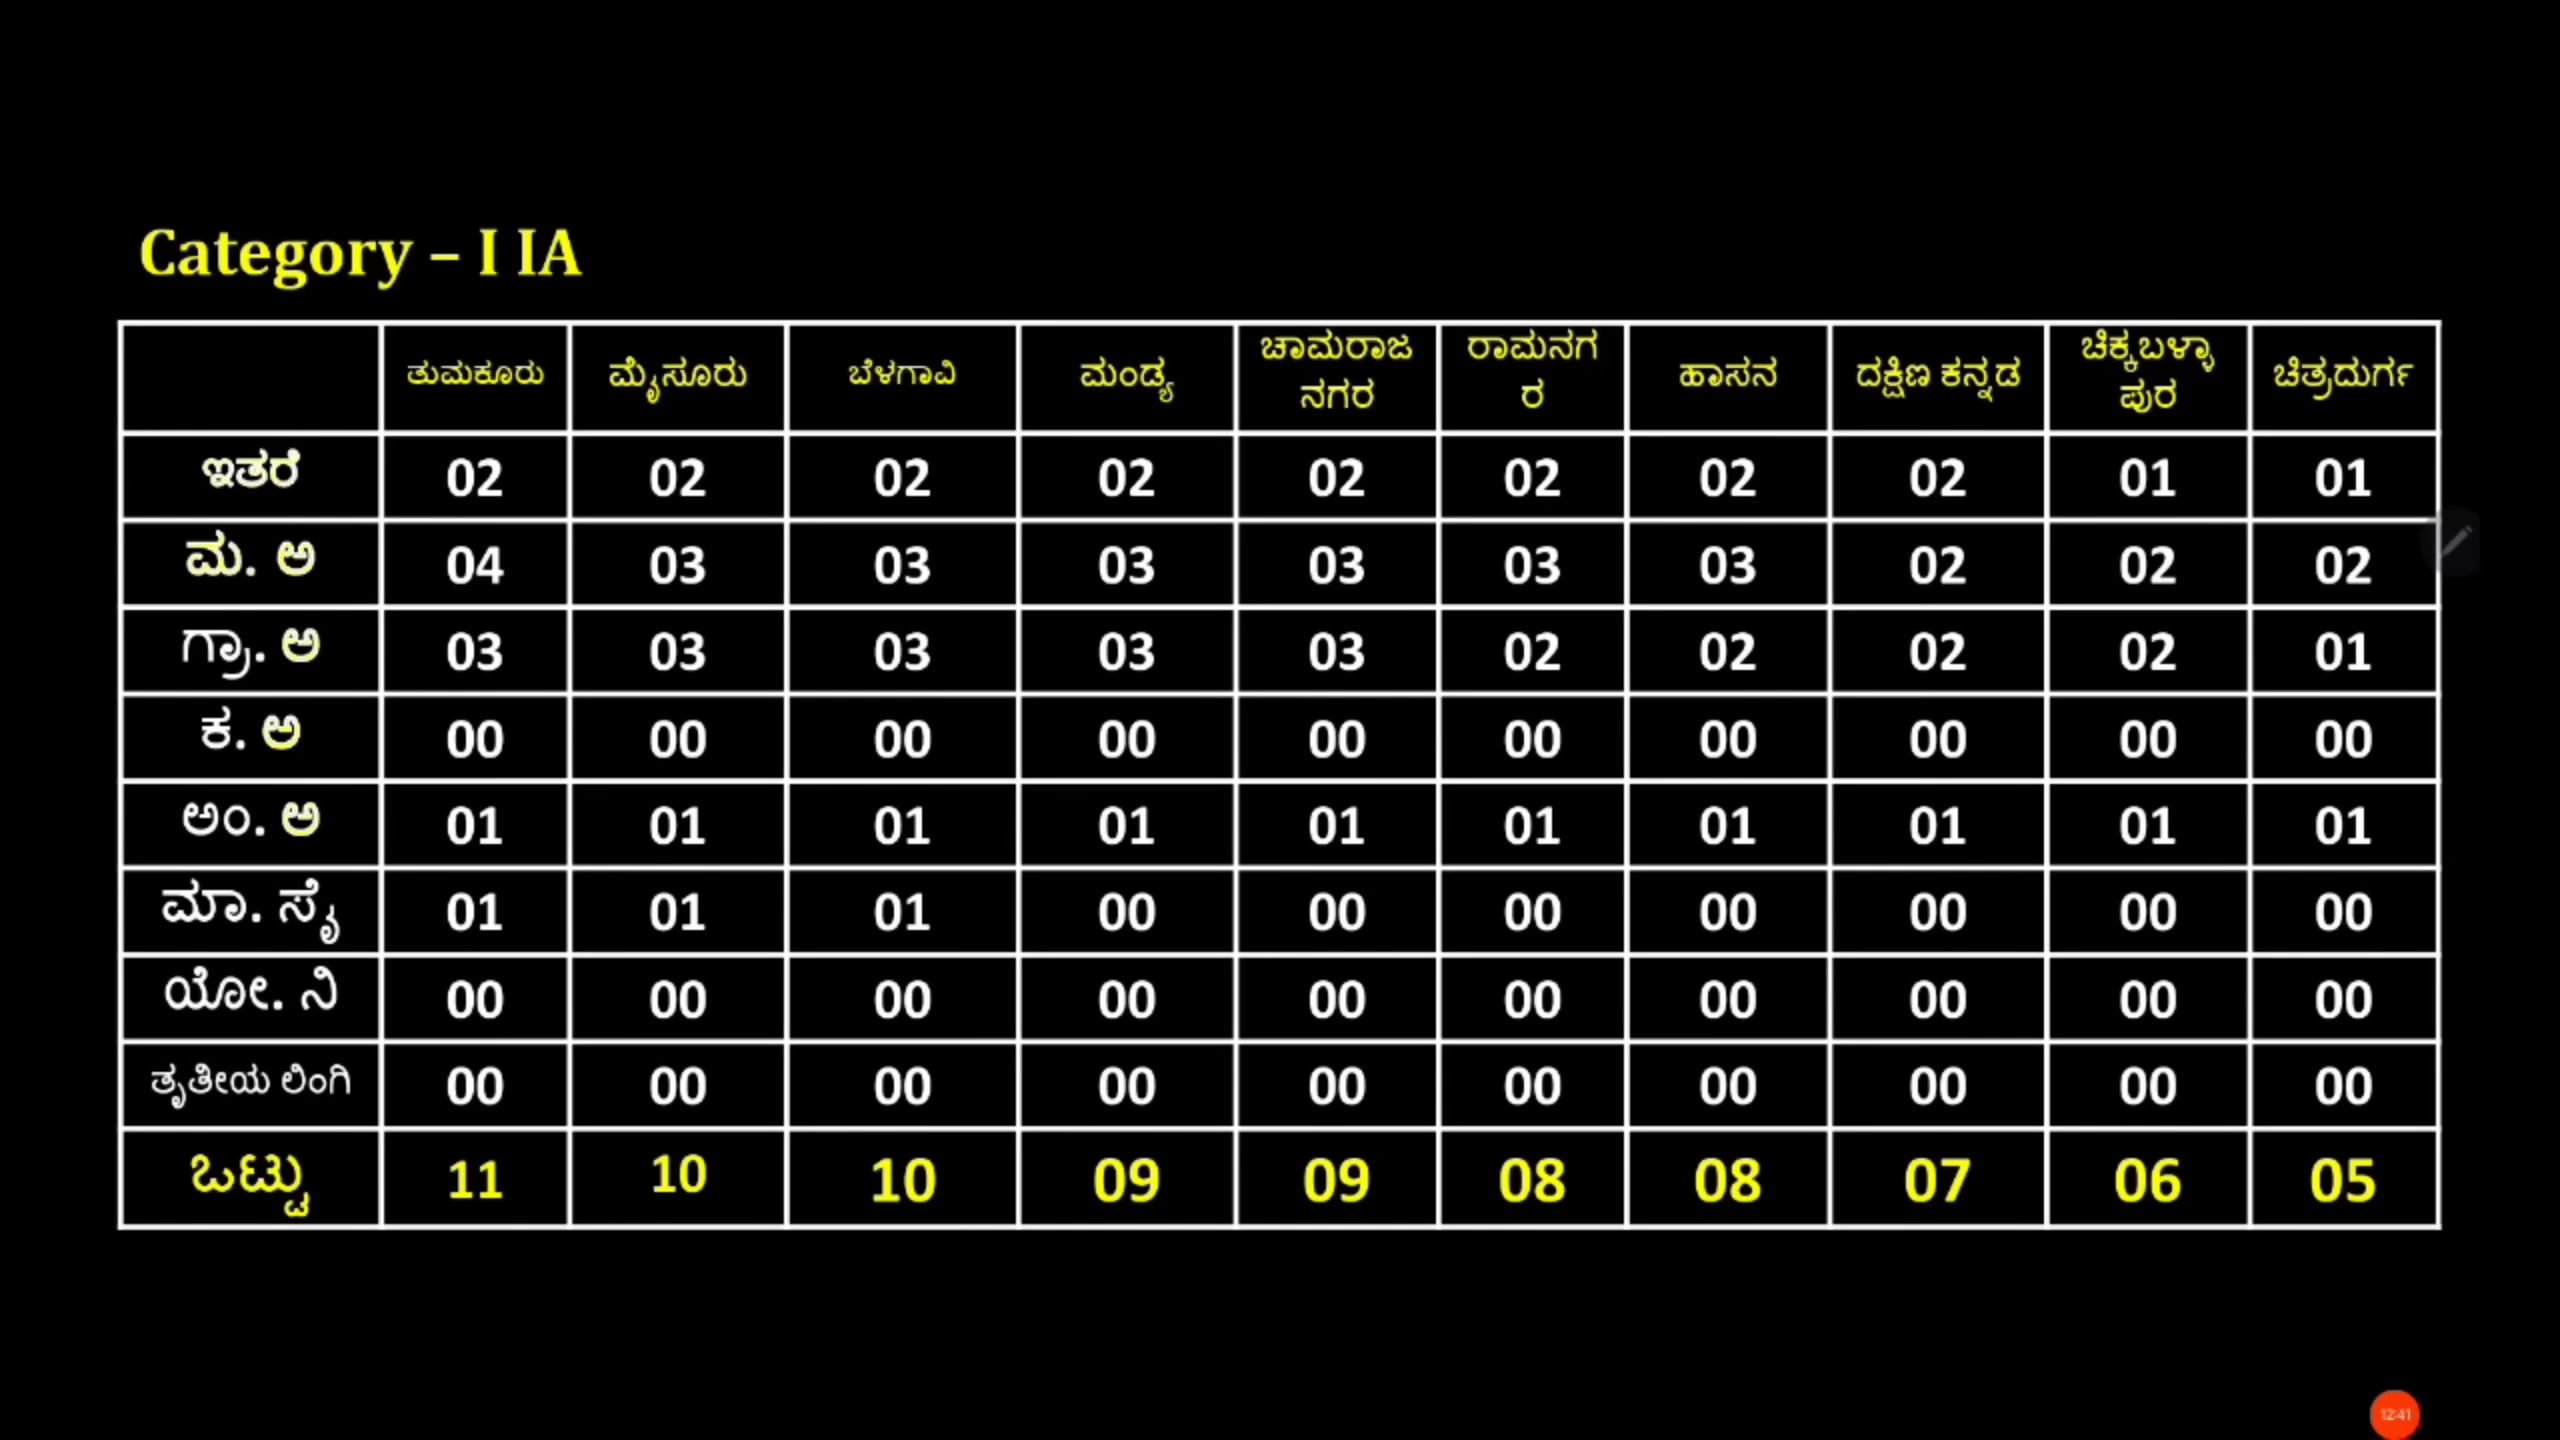 Category – I IA
ತುಮಕೂರು ಮೈಸೂರು ಬೆಳಗಾವಿ ಮಂಡ್ಯ ಚಾಮರಾಜ ನಗರ ರಾಮನಗ ರ ಹಾಸನ ದಕ್ಷಿಣ ಕನ್ನಡ ಚಿಕ್ಕಬಳ್ಳಾ ಪುರ ಚಿತ್ರದುರ್ಗ
ಇತರೆ 02 02 02 02 02 02 02 02 01 01
ಮ. ಅ 04 03 03 03 03 03 03 02 02 02
ಗ್ರಾ. ಅ 03 03 03 03 03 02 02 02 02 01
ಕ. ಅ 00 00 00 00 00 00 00 00 00 00
ಅಂ. ಅ 01 01 01 01 01 01 01 01 01 01
ಮಾ. ಸೈ 01 01 01 00 00 00 00 00 00 00
ಯೋ. ನಿ 00 00 00 00 00 00 00 00 00 00
ತೃತೀಯ ಲಿಂಗಿ 00 00 00 00 00 00 00 00 00 00
ಒಟ್ಟು 11 10 10 09 09 08 08 07 06 05
12:41